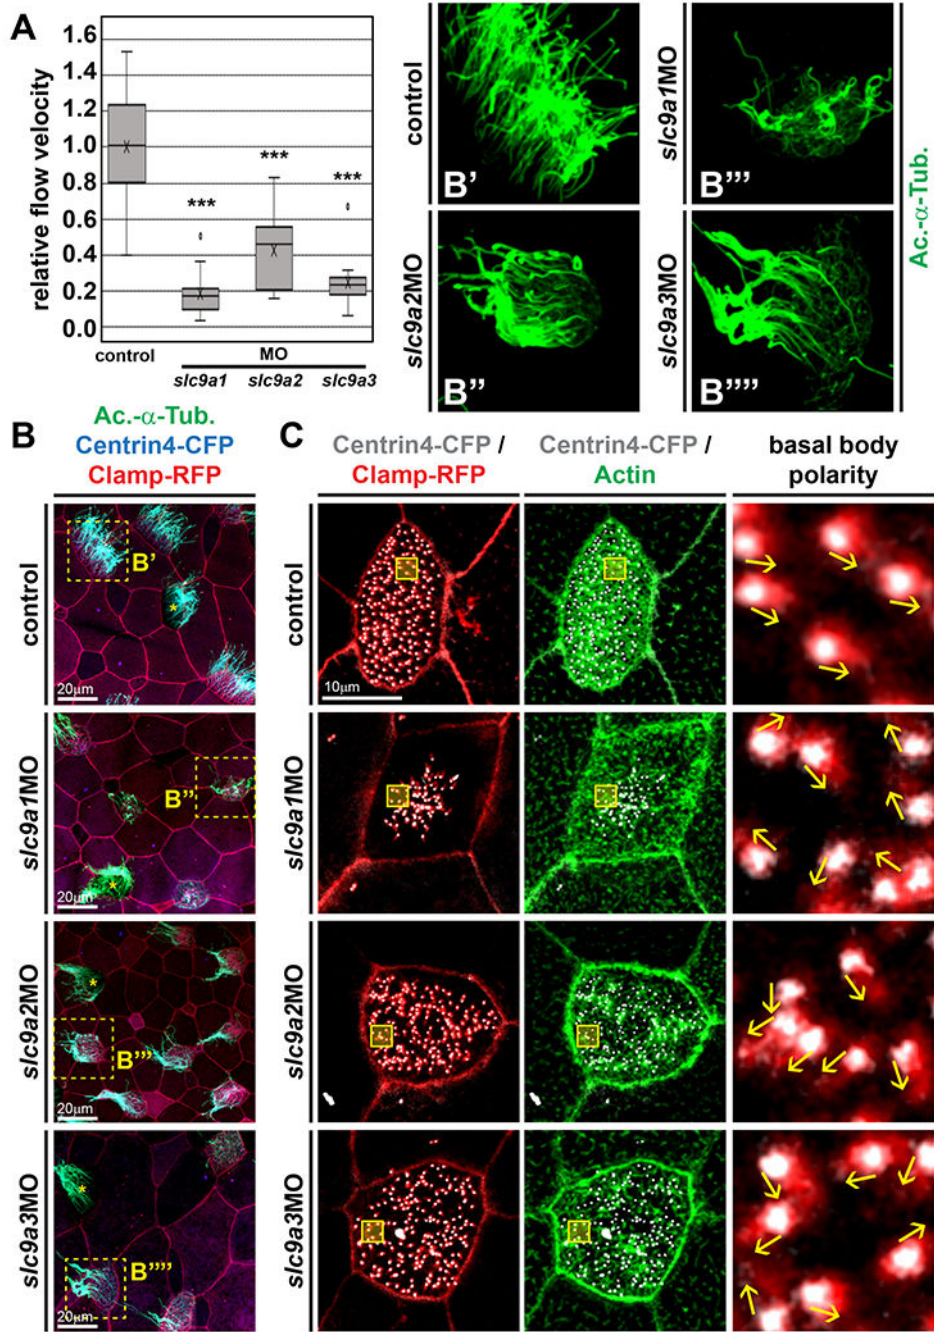 A
relative flow velocity
1.6
1.4
1.2
1.0
0.8
0.6
0.4
0.2
0.0
***
***
***
control
MO
slc9a1
slc9a2
slc9a3
control
B'
slc9a1MO
B'''
slc9a2MO
B''
slc9a3MO
B''''
Ac.-α-Tub.
B
Ac.-α-Tub.
Centrin4-CFP
Clamp-RFP
C
Centrin4-CFP /
Clamp-RFP
Centrin4-CFP /
Actin
basal body
polarity
control
B'
*
20μm
control
10μm
slc9a1MO
B''
*
20μm
slc9a1MO
slc9a2MO
*
B'''
20μm
slc9a2MO
slc9a3MO
*
B''''
20μm
slc9a3MO